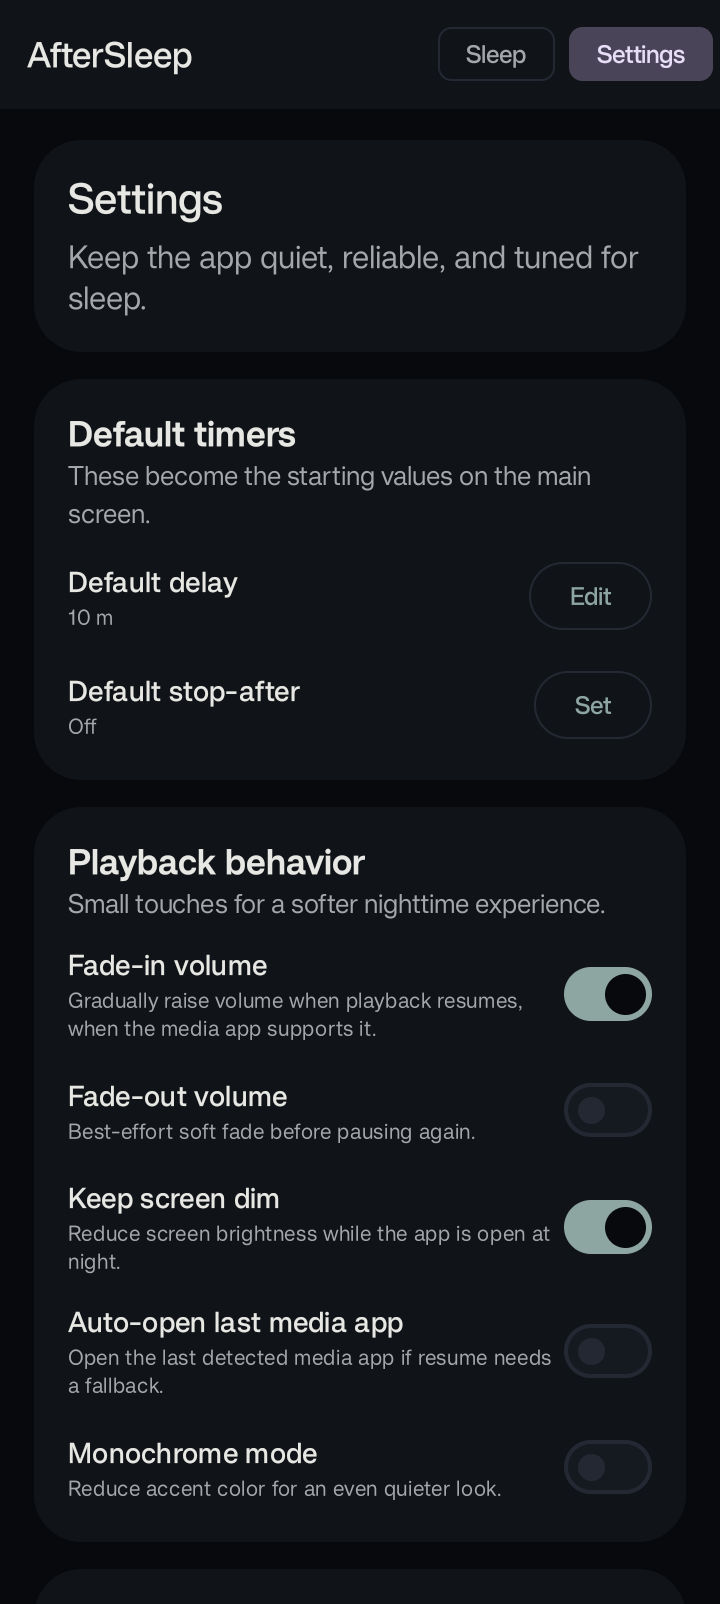 AfterSleep
Sleep
Settings
Settings
Keep the app quiet, reliable, and tuned for
sleep.
Default timers
These become the starting values on the main
screen.
Default delay
10 m
Edit
Default stop-after
Off
Set
Playback behavior
Small touches for a softer nighttime experience.
Fade-in volume
Gradually raise volume when playback resumes,
when the media app supports it.
Fade-out volume
Best-effort soft fade before pausing again.
Keep screen dim
Reduce screen brightness while the app is open at
night.
Auto-open last media app
Open the last detected media app if resume needs
a fallback.
Monochrome mode
Reduce accent color for an even quieter look.